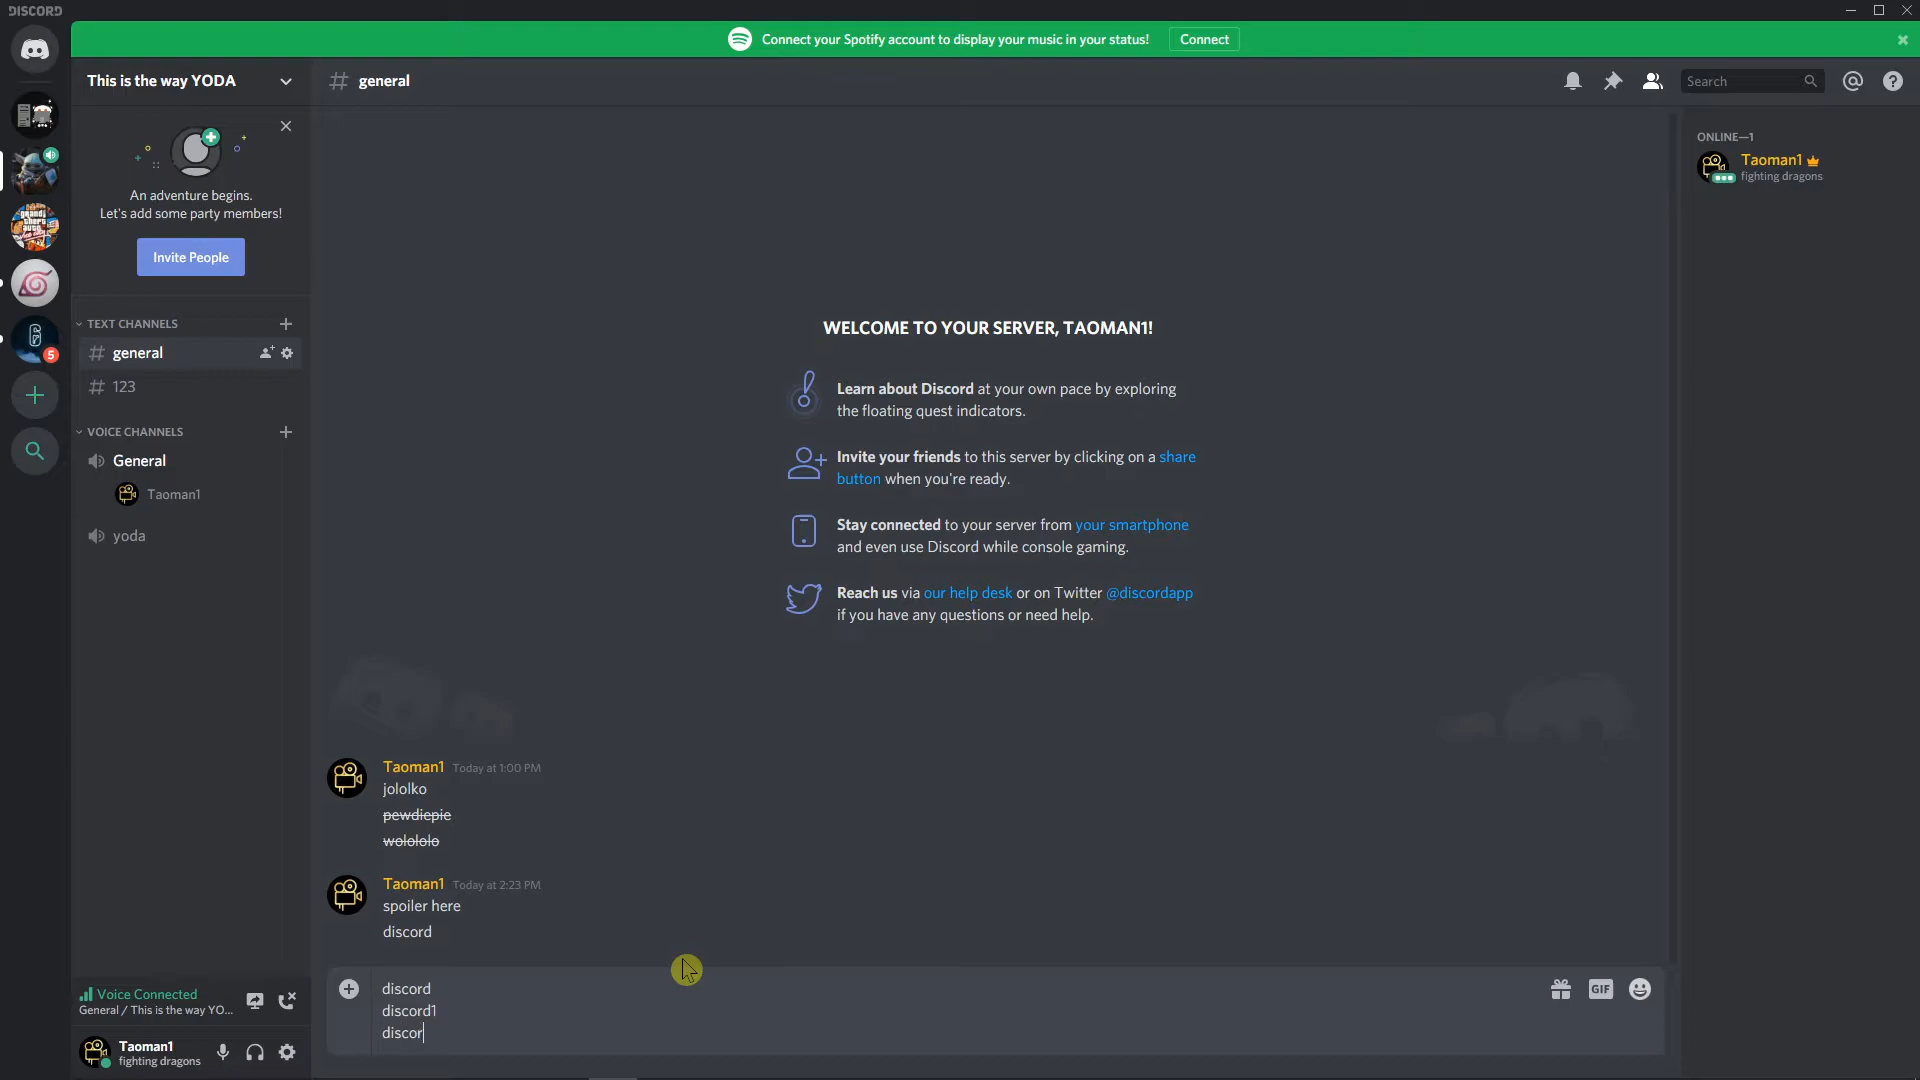 DISCORD
Connect your Spotify account to display your music in your status! Connect
This is the way YODA
general
Search
An adventure begins.
Let's add some party members!
Invite People
TEXT CHANNELS
general
123
VOICE CHANNELS
General
Taoman1
yoda
5
WELCOME TO YOUR SERVER, TAOMAN1!
Learn about Discord at your own pace by exploring
the floating quest indicators.
Invite your friends to this server by clicking on a share
button when you're ready.
Stay connected to your server from your smartphone
and even use Discord while console gaming.
Reach us via our help desk or on Twitter @discordapp
if you have any questions or need help.
Taoman1 Today at 1:00 PM
jololko
pewdiepie
wolololo
Taoman1 Today at 2:23 PM
spoiler here
discord
discord
discord1
discor
GIF
ONLINE—1
Taoman1
fighting dragons
Voice Connected
General / This is the way YO...
Taoman1
fighting dragons